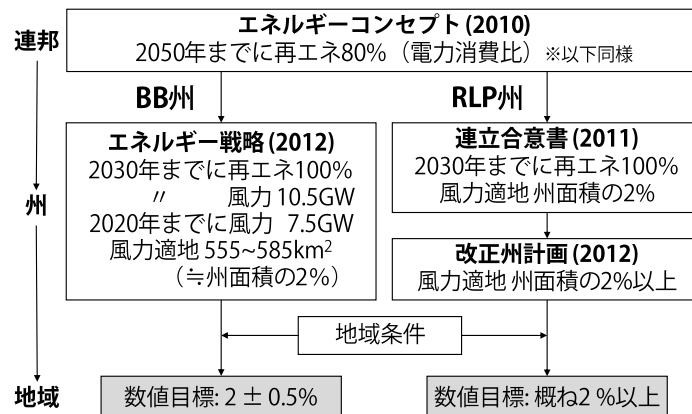 連邦
エネルギーコンセプト(2010)
2050年までに再エネ80%（電力消費比）※以下同様
BB州
RLP州
エネルギー戦略(2012)
2030年までに再エネ100%
〃 風力 10.5GW
2020年までに風力 7.5GW
風力適地 555~585km²
（≒州面積の2%）
連立合意書(2011)
2030年までに再エネ100%
風力適地 州面積の2%
州
改正州計画(2012)
風力適地 州面積の2%以上
地域条件
地域
数値目標: 2 ± 0.5%
数値目標: 概ね2 %以上